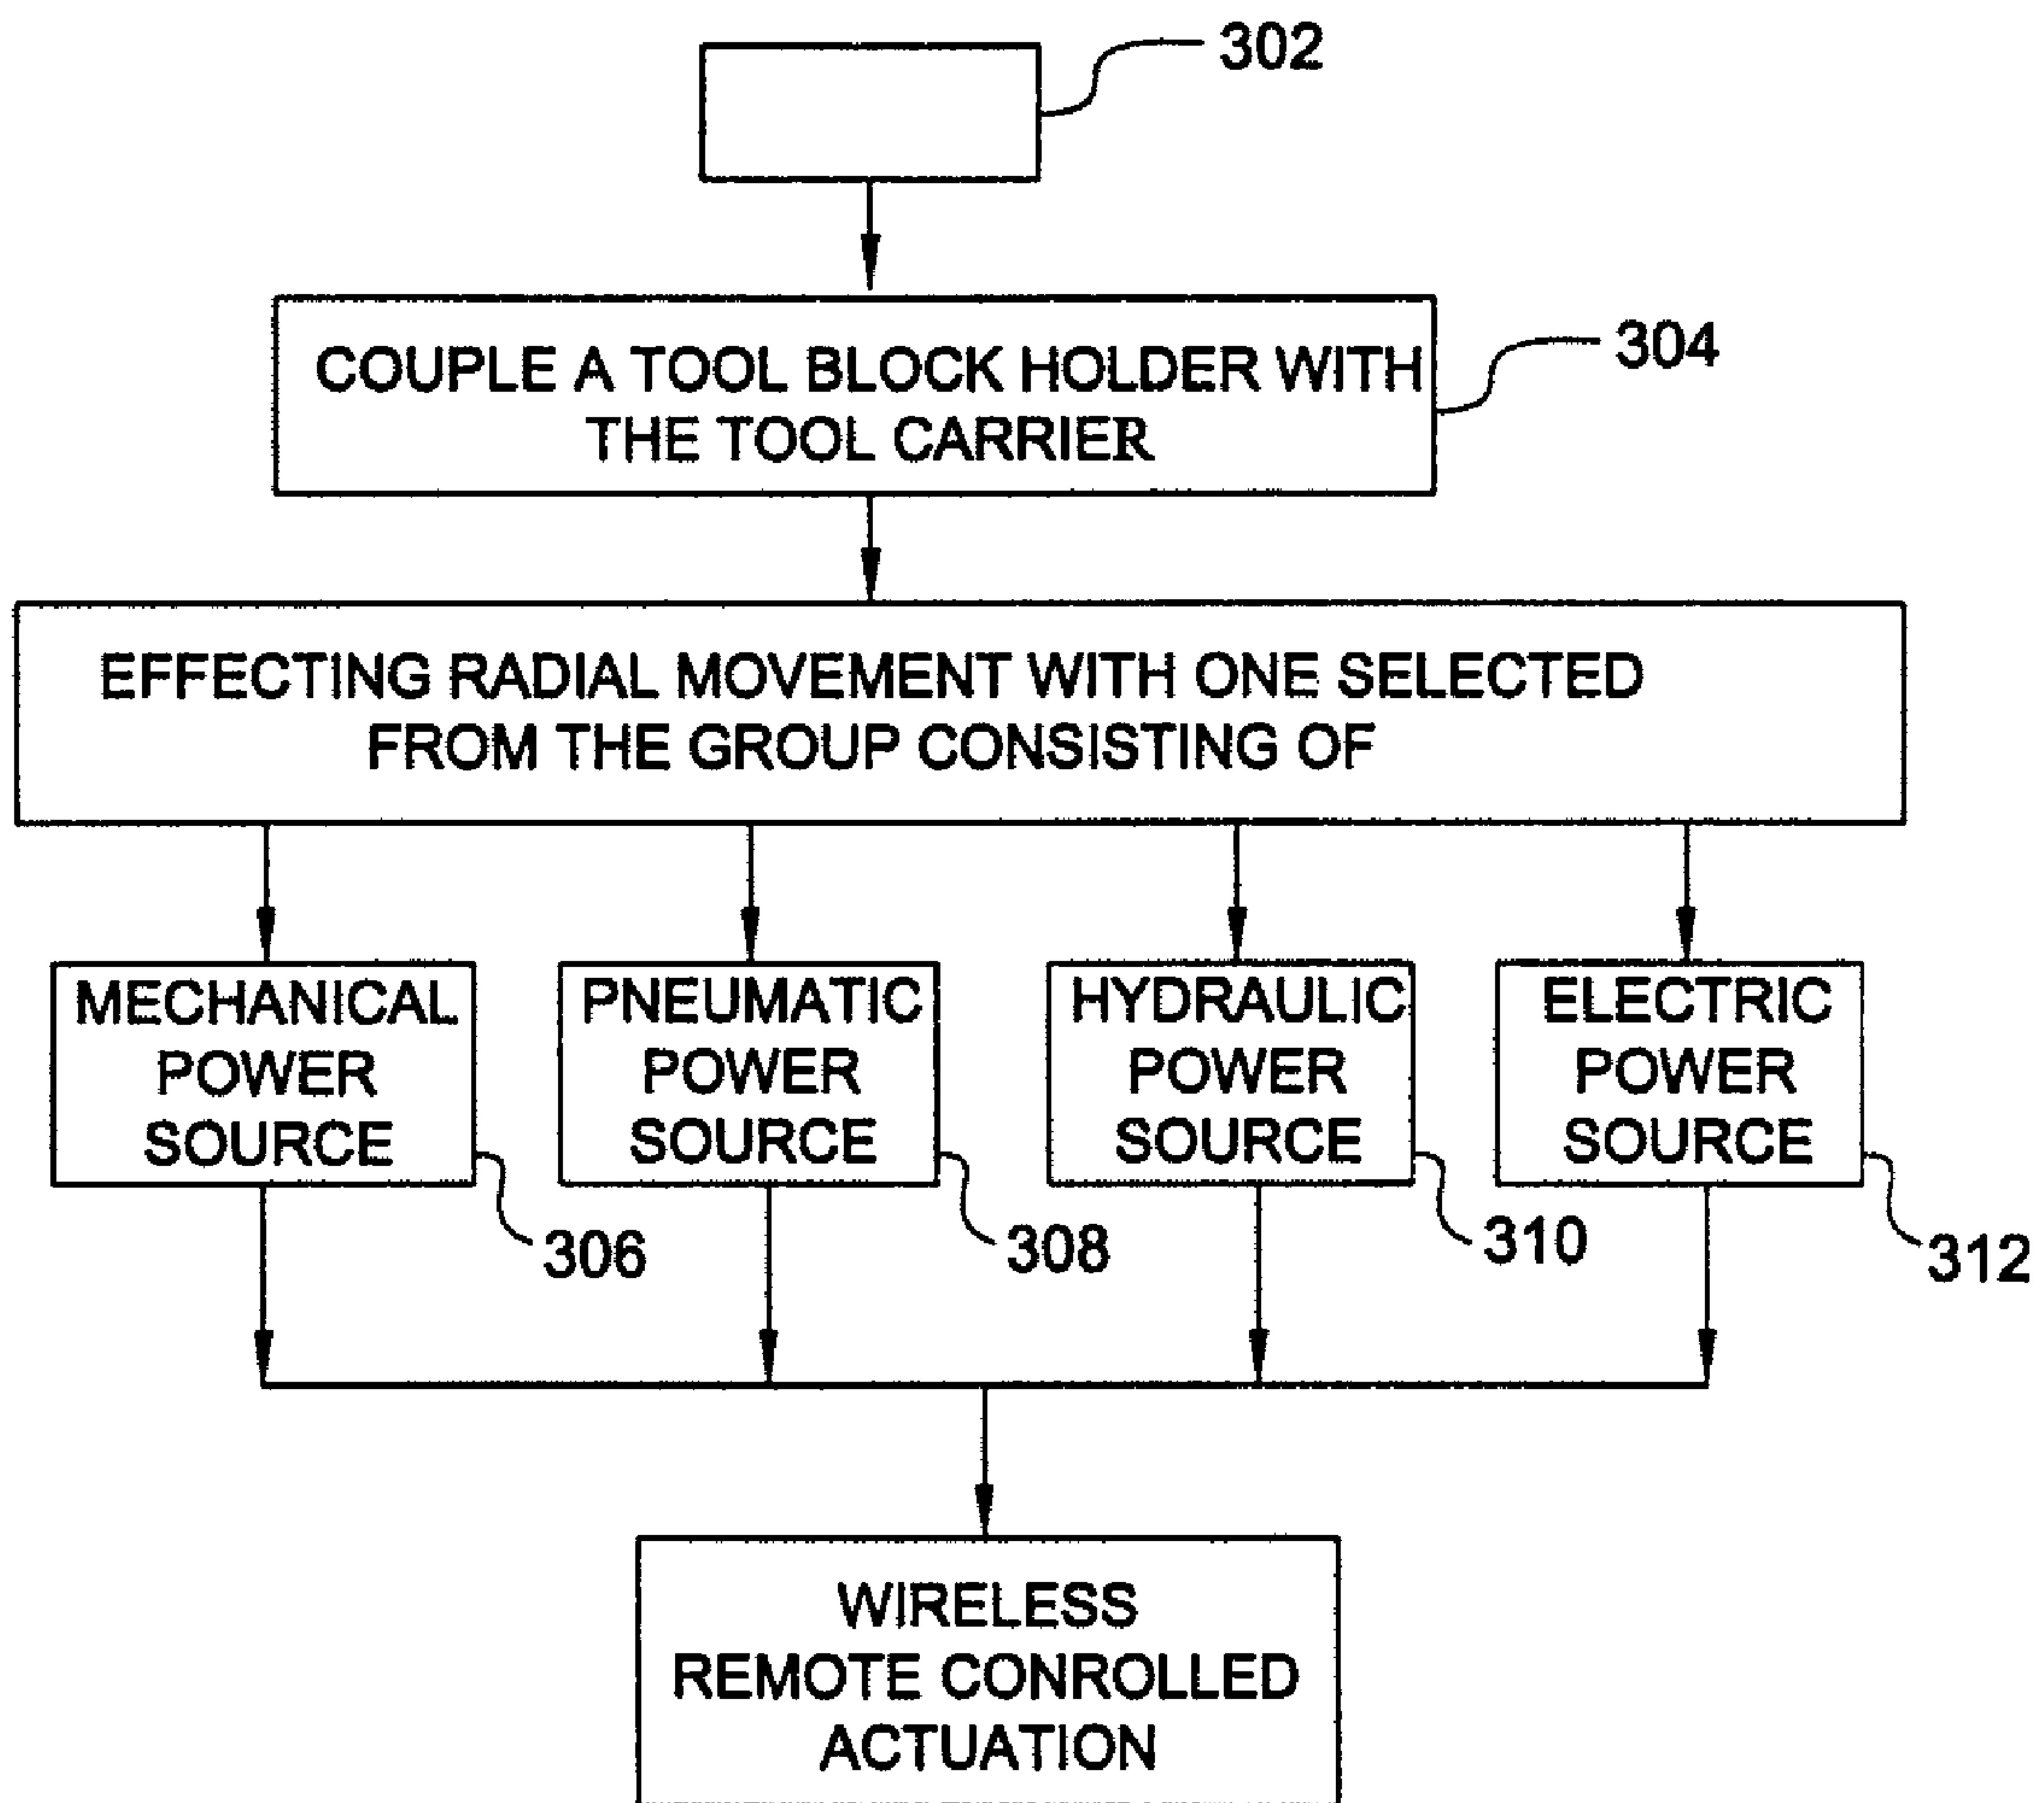 302
COUPLE A TOOL BLOCK HOLDER WITH
THE TOOL CARRIER
304
EFFECTING RADIAL MOVEMENT WITH ONE SELECTED
FROM THE GROUP CONSISTING OF
MECHANICAL
POWER
SOURCE
306
PNEUMATIC
POWER
SOURCE
308
HYDRAULIC
POWER
SOURCE
310
ELECTRIC
POWER
SOURCE
312
WIRELESS
REMOTE CONROLLED
ACTUATION